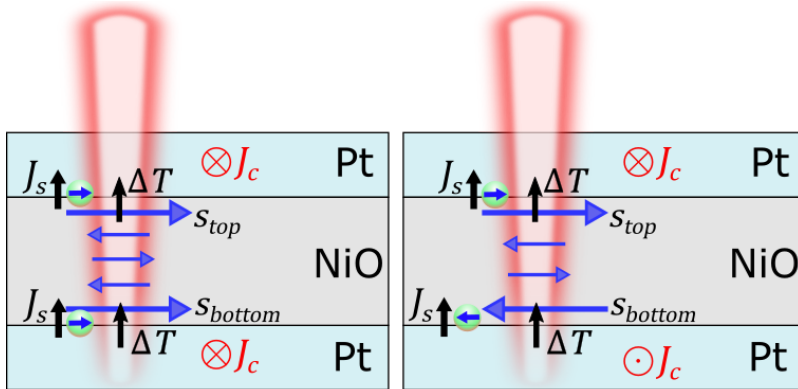 ⊗ J_c Pt
J_s ΔT
s_top
NiO
J_s s_bottom
ΔT
⊗ J_c Pt
⊗ J_c Pt
J_s ΔT
s_top
NiO
J_s s_bottom
ΔT
⊙ J_c Pt